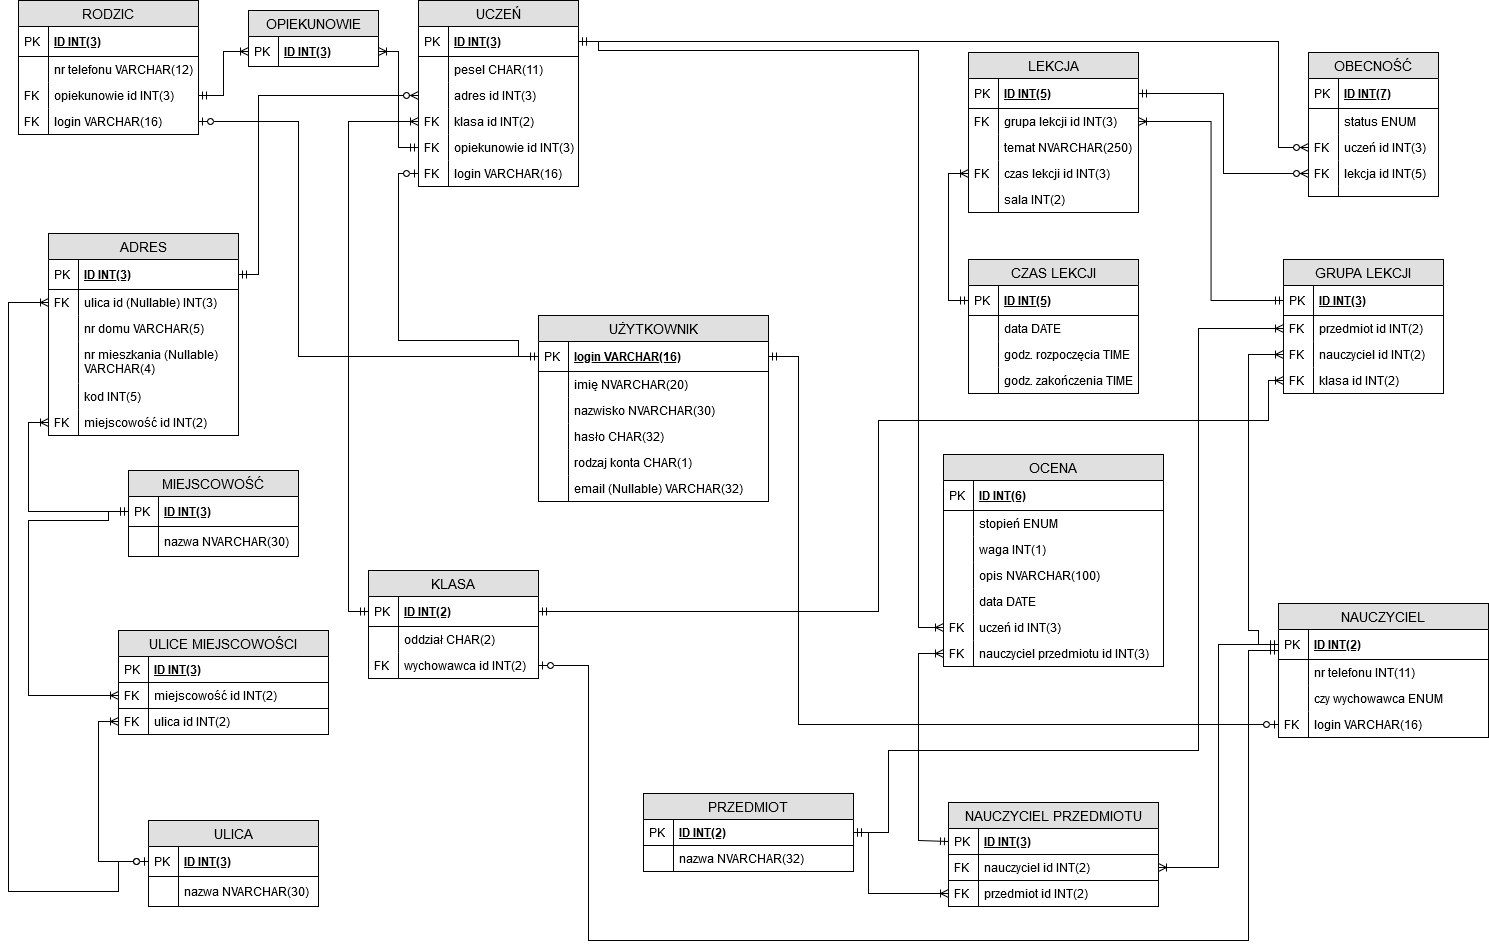 RODZIC
PK ID INT(3)
nr telefonu VARCHAR(12)
FK opiekunowie id INT(3)
FK login VARCHAR(16)
OPIEKUNOWIE
PK ID INT(3)
UCZEŃ
PK ID INT(3)
pesel CHAR(11)
adres id INT(3)
FK klasa id INT(2)
FK opiekunowie id INT(3)
FK login VARCHAR(16)
LEKCJA
PK ID INT(5)
FK grupa lekcji id INT(3)
temat NVARCHAR(250)
FK czas lekcji id INT(3)
sala INT(2)
OBECNOŚĆ
PK ID INT(7)
status ENUM
FK uczeń id INT(3)
FK lekcja id INT(5)
ADRES
PK ID INT(3)
FK ulica id (Nullable) INT(3)
nr domu VARCHAR(5)
nr mieszkania (Nullable)
VARCHAR(4)
kod INT(5)
FK miejscowość id INT(2)
CZAS LEKCJI
PK ID INT(5)
data DATE
godz. rozpoczęcia TIME
godz. zakończenia TIME
GRUPA LEKCJI
PK ID INT(3)
FK przedmiot id INT(2)
FK nauczyciel id INT(2)
FK klasa id INT(2)
UŻYTKOWNIK
PK login VARCHAR(16)
imię NVARCHAR(20)
nazwisko NVARCHAR(30)
hasło CHAR(32)
rodzaj konta CHAR(1)
email (Nullable) VARCHAR(32)
MIEJSCOWOŚĆ
PK ID INT(3)
nazwa NVARCHAR(30)
OCENA
PK ID INT(6)
stopień ENUM
waga INT(1)
opis NVARCHAR(100)
data DATE
FK uczeń id INT(3)
FK nauczyciel przedmiotu id INT(3)
KLASA
PK ID INT(2)
oddział CHAR(2)
FK wychowawca id INT(2)
NAUCZYCIEL
PK ID INT(2)
nr telefonu INT(11)
czy wychowawca ENUM
FK login VARCHAR(16)
ULICE MIEJSCOWOŚCI
PK ID INT(3)
FK miejscowość id INT(2)
FK ulica id INT(2)
PRZEDMIOT
PK ID INT(2)
nazwa NVARCHAR(32)
NAUCZYCIEL PRZEDMIOTU
PK ID INT(3)
FK nauczyciel id INT(2)
FK przedmiot id INT(2)
ULICA
PK ID INT(3)
nazwa NVARCHAR(30)